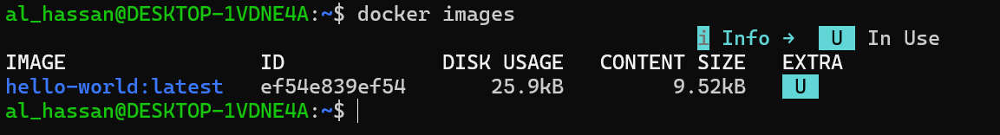 al_hassan@DESKTOP-1VDNE4A:~$ docker images
i Info → U In Use
IMAGE ID DISK USAGE CONTENT SIZE EXTRA
hello-world:latest ef54e839ef54 25.9kB 9.52kB U
al_hassan@DESKTOP-1VDNE4A:~$